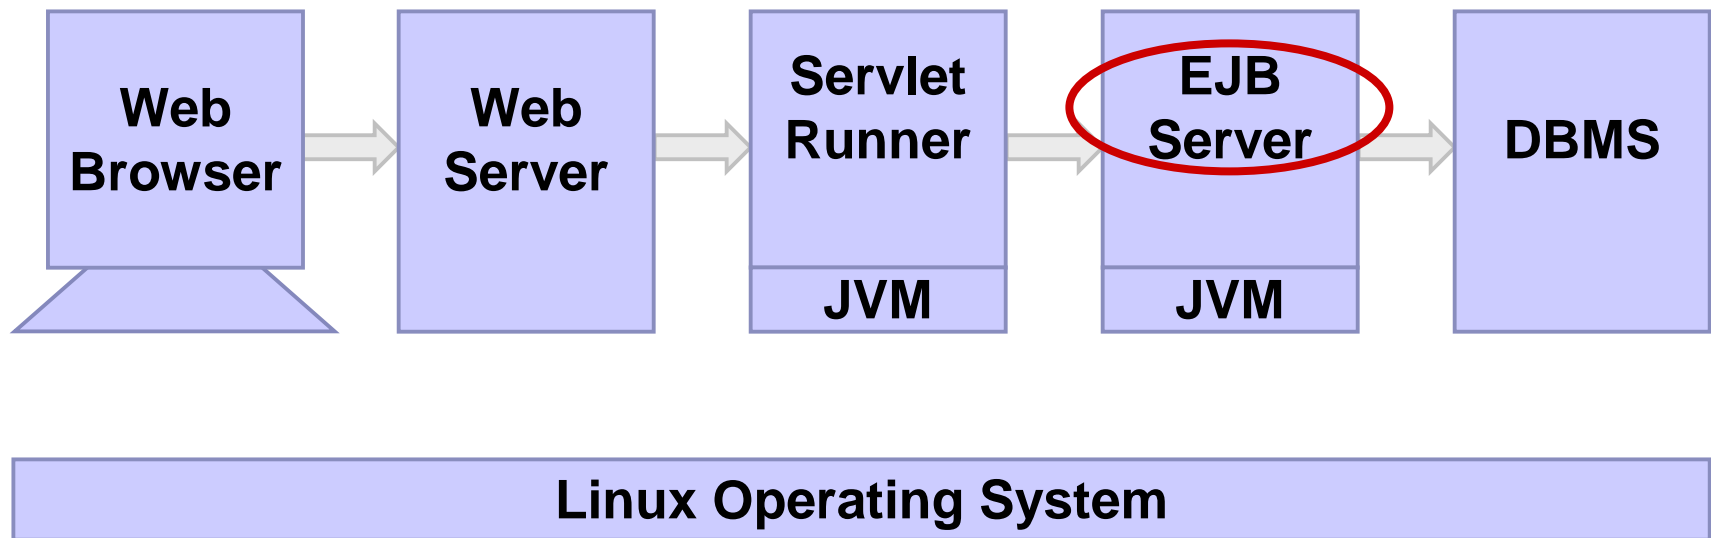 Web
Browser
Web
Server
Servlet
Runner
JVM
EJB
Server
JVM
DBMS
Linux Operating System